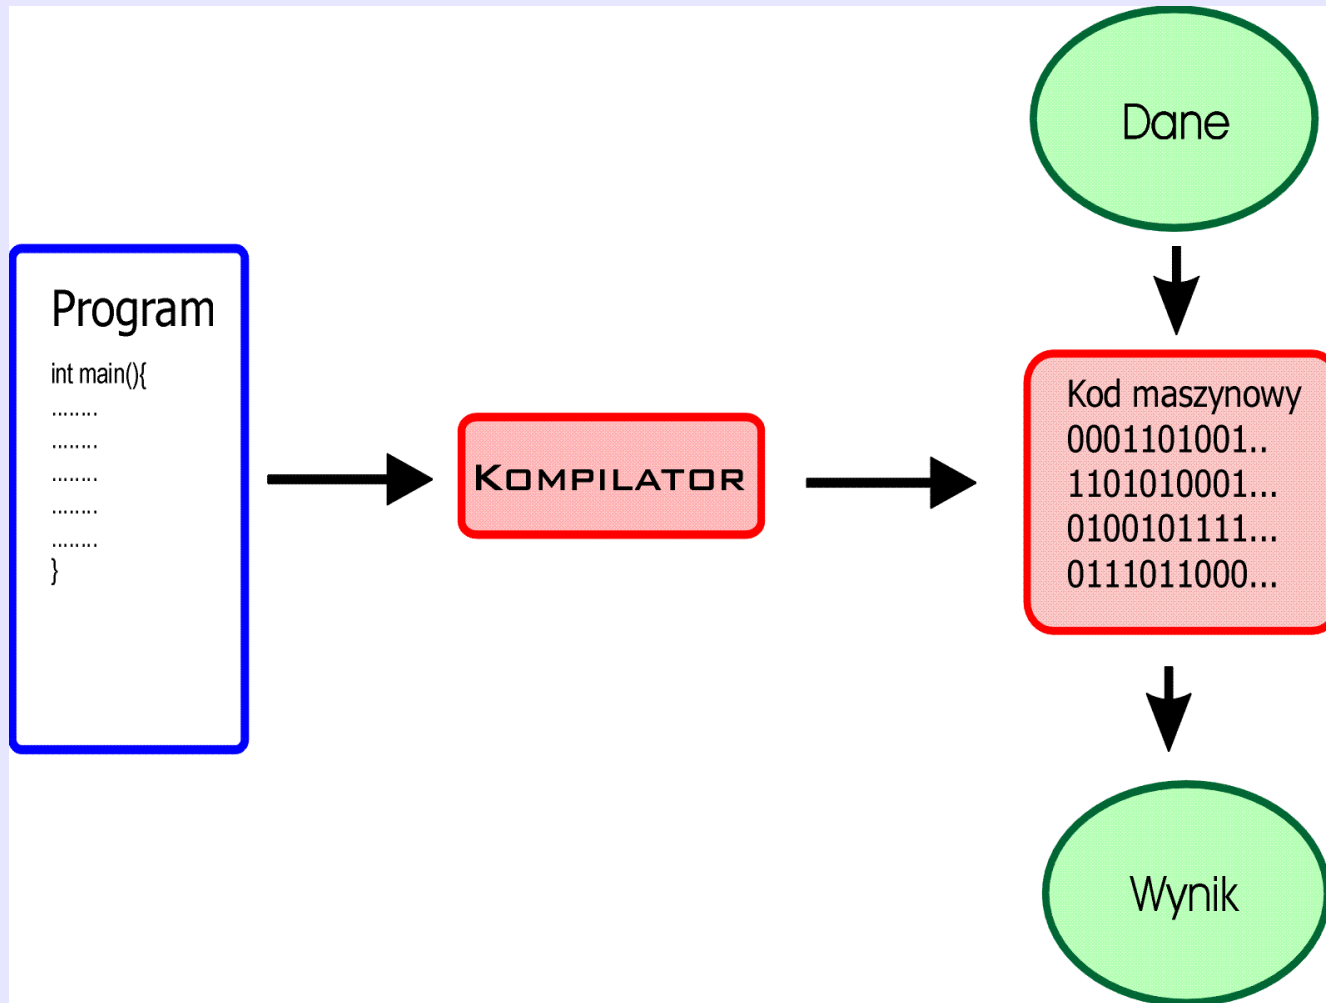 Program
int main(){
........
........
........
........
........
}
KOMPILATOR
Dane
Kod maszynowy
0001101001..
1101010001...
0100101111...
0111011000...
Wynik